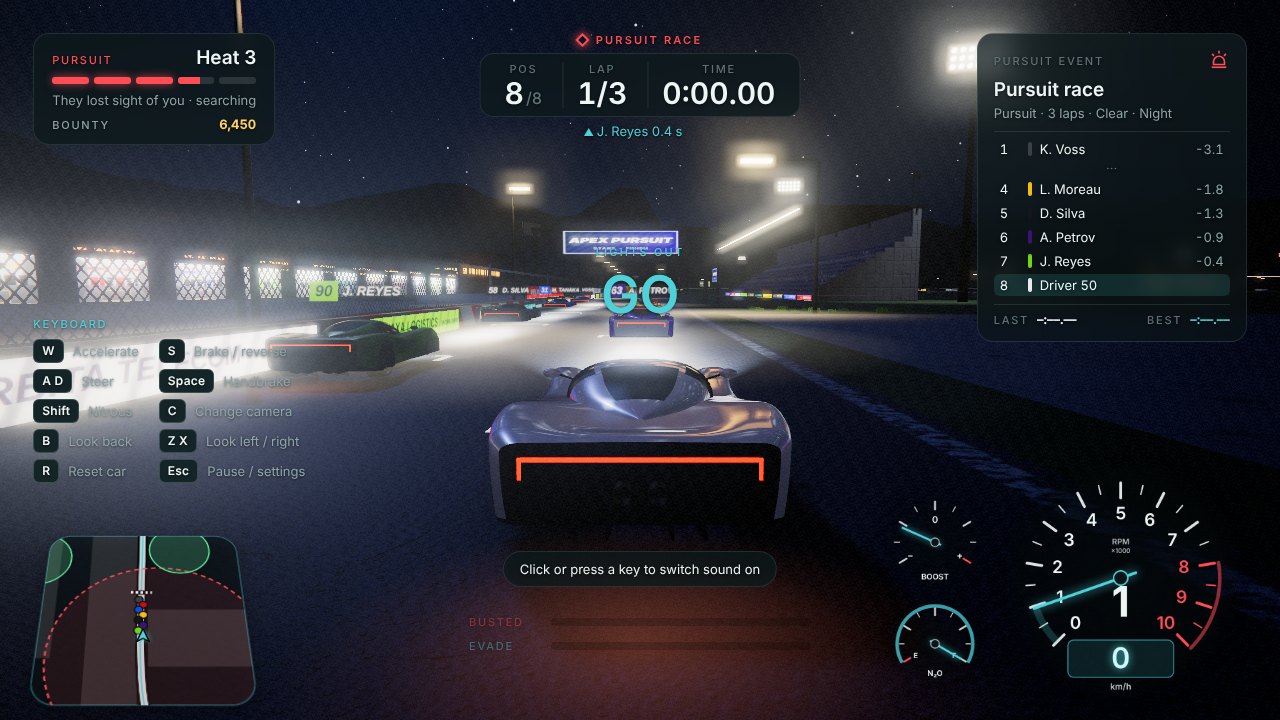 PURSUIT Heat 3
They lost sight of you · searching
BOUNTY 6,450
PURSUIT RACE
POS LAP TIME
8/8 1/3 0:00.00
▲ J. Reyes 0.4 s
PURSUIT EVENT
Pursuit race
Pursuit · 3 laps · Clear · Night
1 K. Voss -3.1
...
4 L. Moreau -1.8
5 D. Silva -1.3
6 A. Petrov -0.9
7 J. Reyes -0.4
8 Driver 50
LAST -:--.-- BEST -:--.--
APEX PURSUIT
LIGHTS OUT
GO
90 J. REYES
58 D. SILVA
63 A. PETROV
LOGISTICS
KEYBOARD
W Accelerate S Brake / reverse
A D Steer Space Handbrake
Shift Nitrous C Change camera
B Look back Z X Look left / right
R Reset car Esc Pause / settings
Click or press a key to switch sound on
BUSTED
EVADE
0
- +
BOOST
E F
N₂O
0 1 2 3 4 5 6 7 8 9 10
RPM
×1000
1
0
km/h